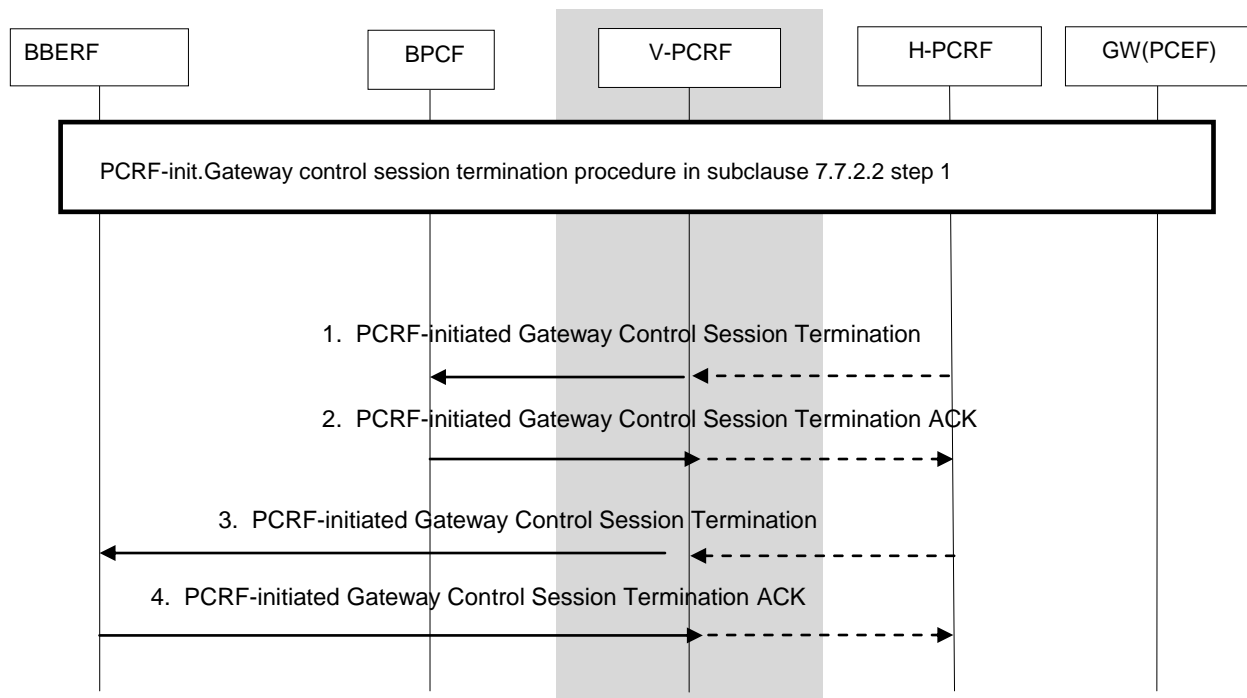 BBERF
BPCF
V-PCRF
H-PCRF
GW(PCEF)
PCRF-init.Gateway control session termination procedure in subclause 7.7.2.2 step 1
1. PCRF-initiated Gateway Control Session Termination
2. PCRF-initiated Gateway Control Session Termination ACK
3. PCRF-initiated Gateway Control Session Termination
4. PCRF-initiated Gateway Control Session Termination ACK